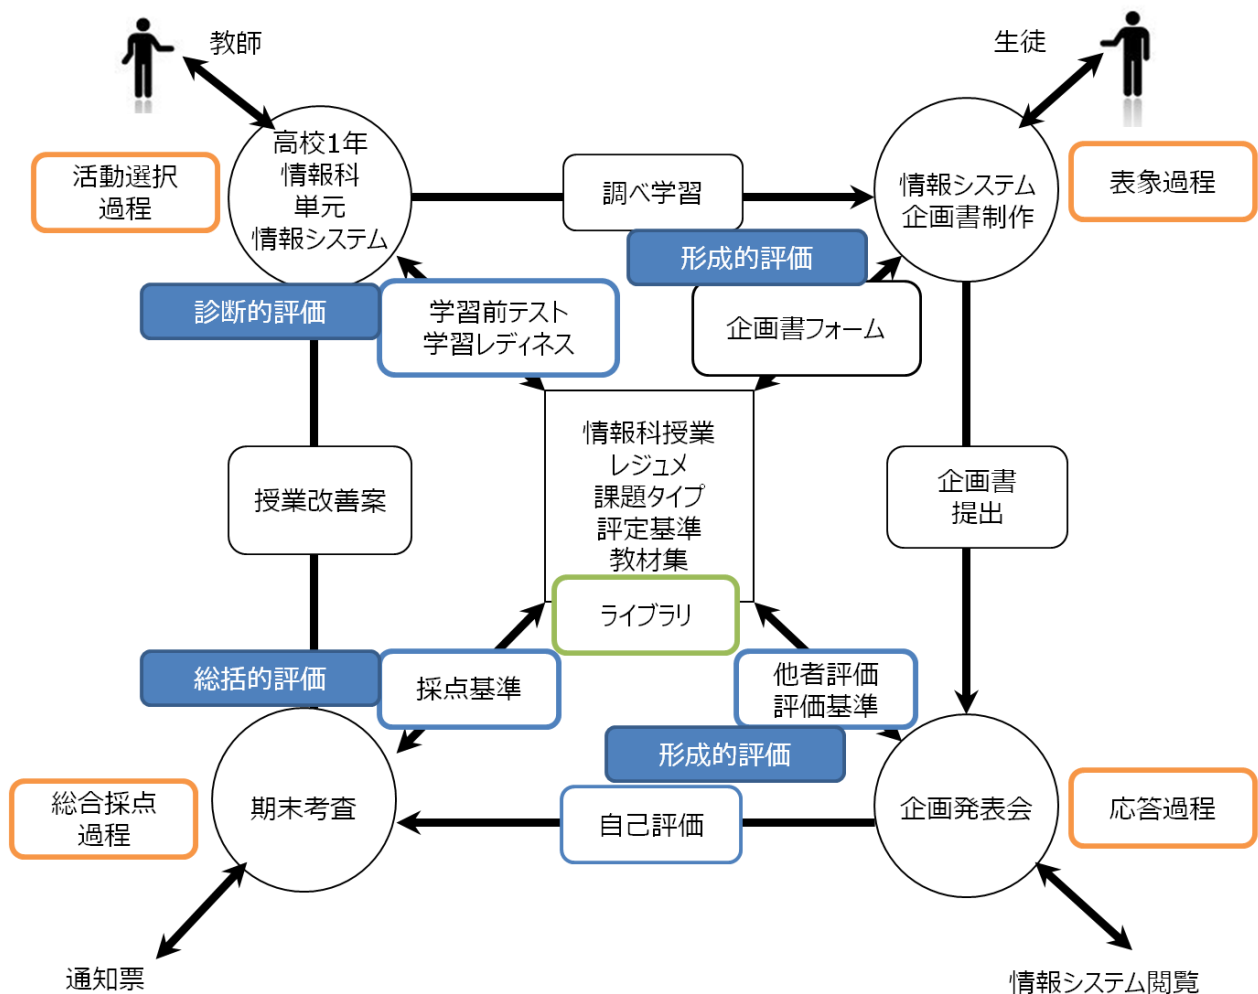 教師
生徒
高校1年
情報科
単元
情報システム
活動選択
過程
調べ学習
情報システム
企画書制作
表象過程
形成的評価
診断的評価
学習前テスト
学習レディネス
企画書フォーム
情報科授業
レジュメ
課題タイプ
評定基準
教材集
授業改善案
企画書
提出
ライブラリ
総括的評価
採点基準
他者評価
評価基準
形成的評価
総合採点
過程
期末考査
自己評価
企画発表会
応答過程
通知票
情報システム閲覧